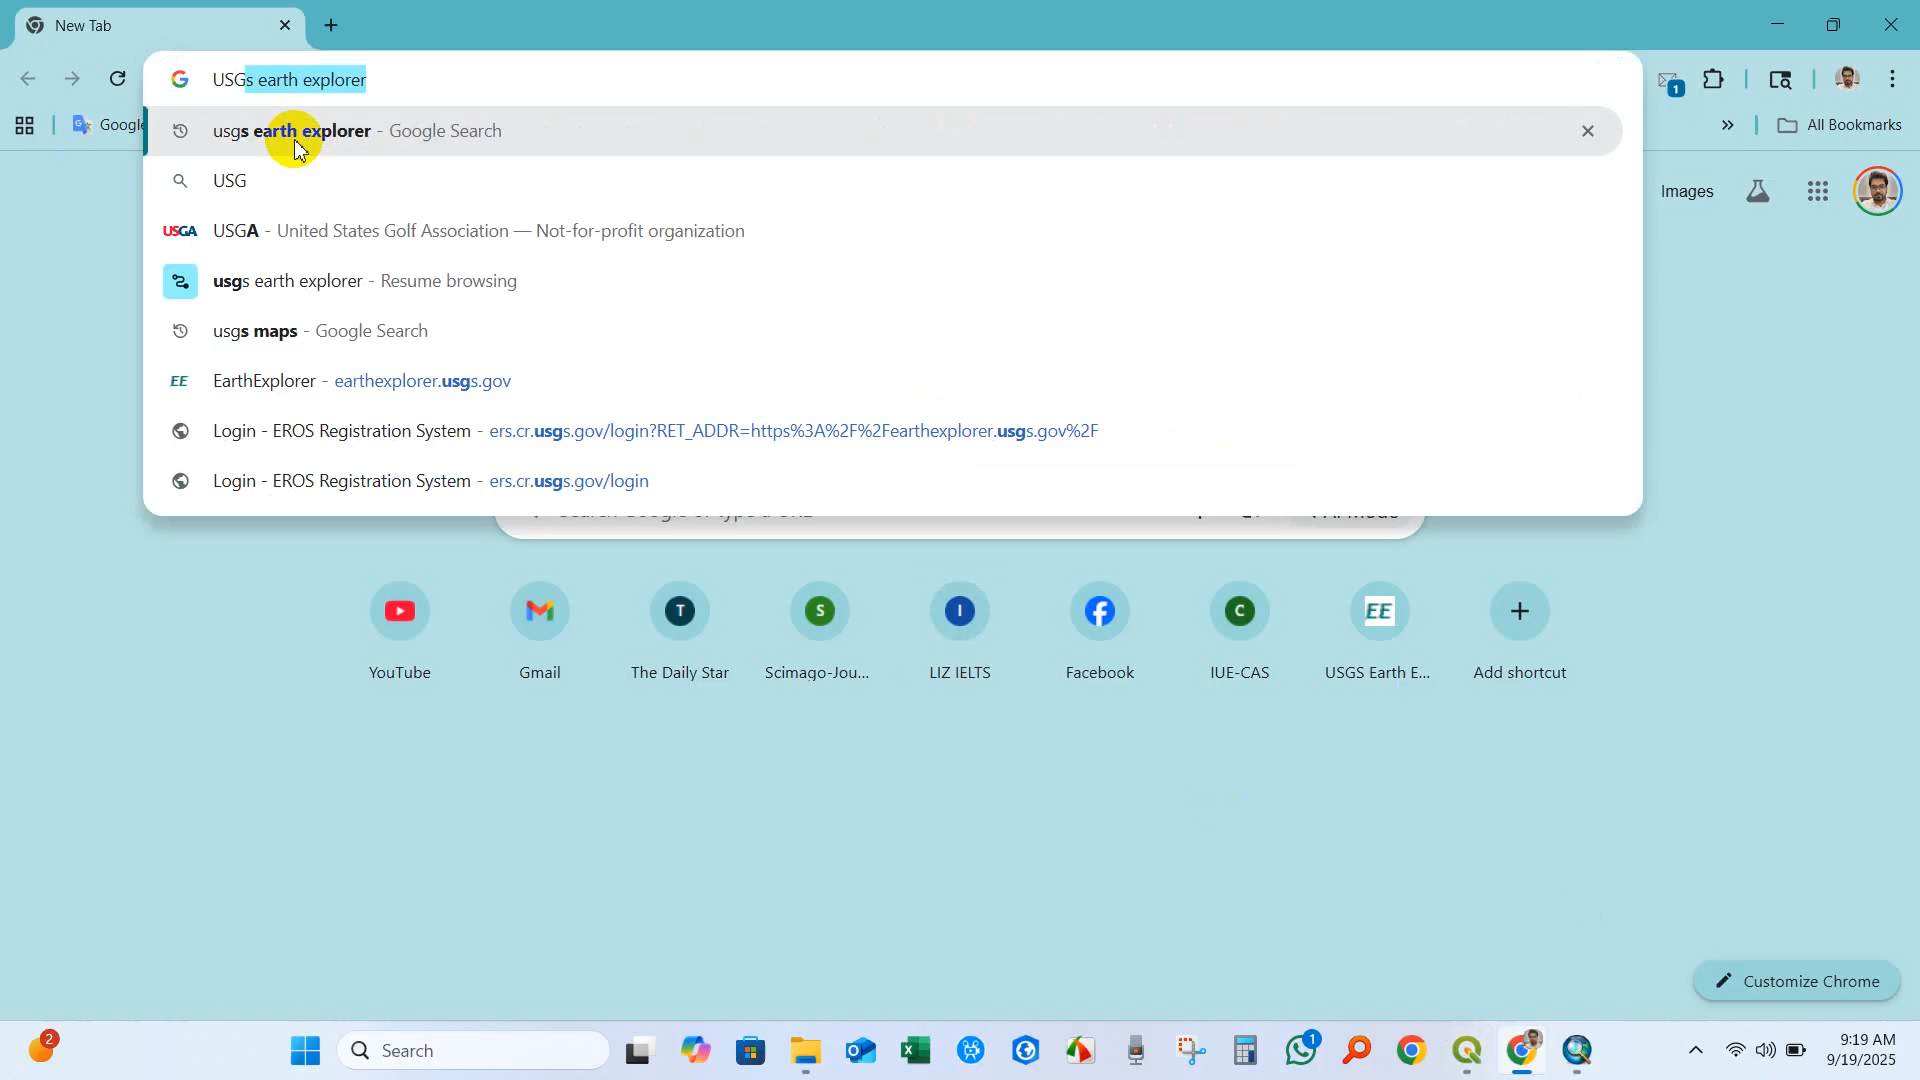 New Tab
USGs earth explorer
1
Google
usgs earth explorer - Google Search
All Bookmarks
USG
Images
USGA USGA - United States Golf Association — Not-for-profit organization
usgs earth explorer - Resume browsing
usgs maps - Google Search
EE EarthExplorer - earthexplorer.usgs.gov
Login - EROS Registration System - ers.cr.usgs.gov/login?RET_ADDR=https%3A%2F%2Fearthexplorer.usgs.gov%2F
Login - EROS Registration System - ers.cr.usgs.gov/login
T S I C EE
YouTube Gmail The Daily Star Scimago-Jou... LIZ IELTS Facebook IUE-CAS USGS Earth E... Add shortcut
Customize Chrome
2 Search 1 9:19 AM
9/19/2025